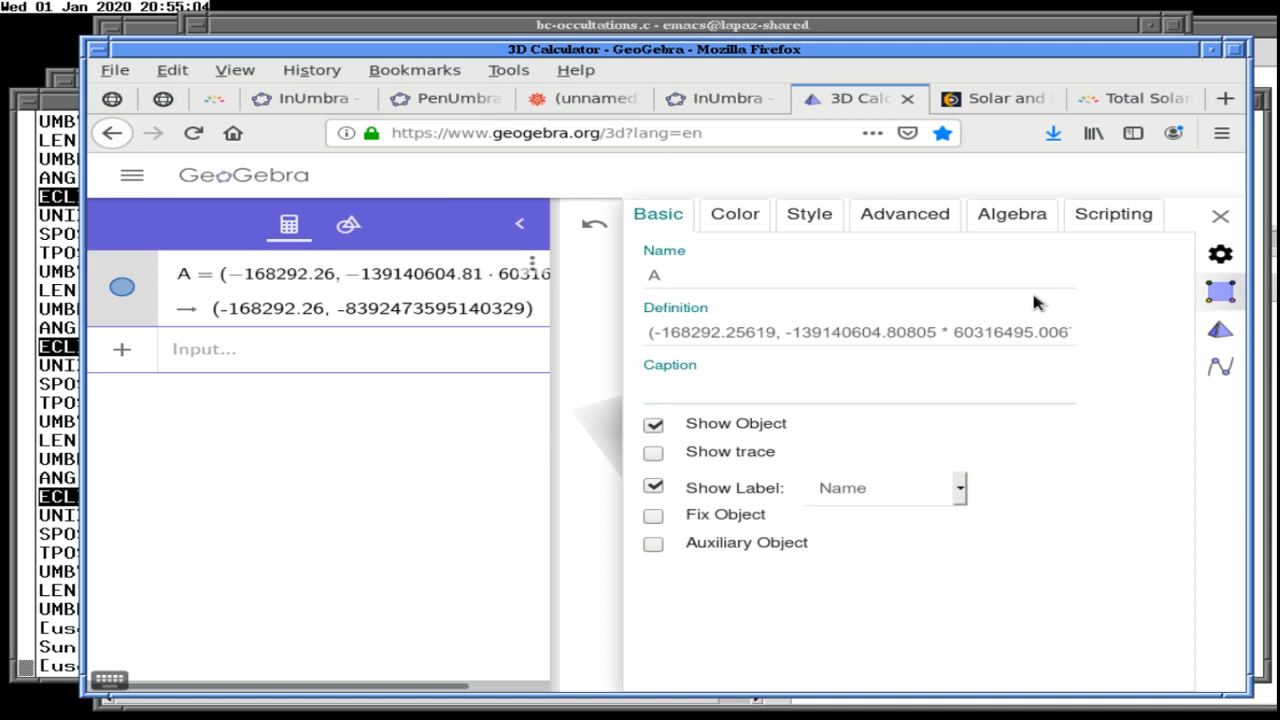 Wed 01 Jan 2020 20:55:04
bc-occultations.c - emacs@lapaz-shared
3D Calculator - GeoGebra - Mozilla Firefox
File Edit View History Bookmarks Tools Help
InUmbra - PenUmbra (unnamed InUmbra - 3D Calc Solar and Total Solar
https://www.geogebra.org/3d?lang=en
GeoGebra
Basic Color Style Advanced Algebra Scripting
A = (−168292.26, −139140604.81 · 60316
→ (-168292.26, -8392473595140329)
Input...
Name
A
Definition
(-168292.25619, -139140604.80805 * 60316495.006
Caption
Show Object
Show trace
Show Label: Name
Fix Object
Auxiliary Object
UMB
LEN
UMB
ANG
ECL
UNI
SPO
TPO
UMB
LEN
UMB
ANG
ECL
UNI
SPO
TPO
UMB
LEN
UMB
ANG
ECL
UNI
SPO
TPO
UMB
LEN
UMB
[us
Sun
[us